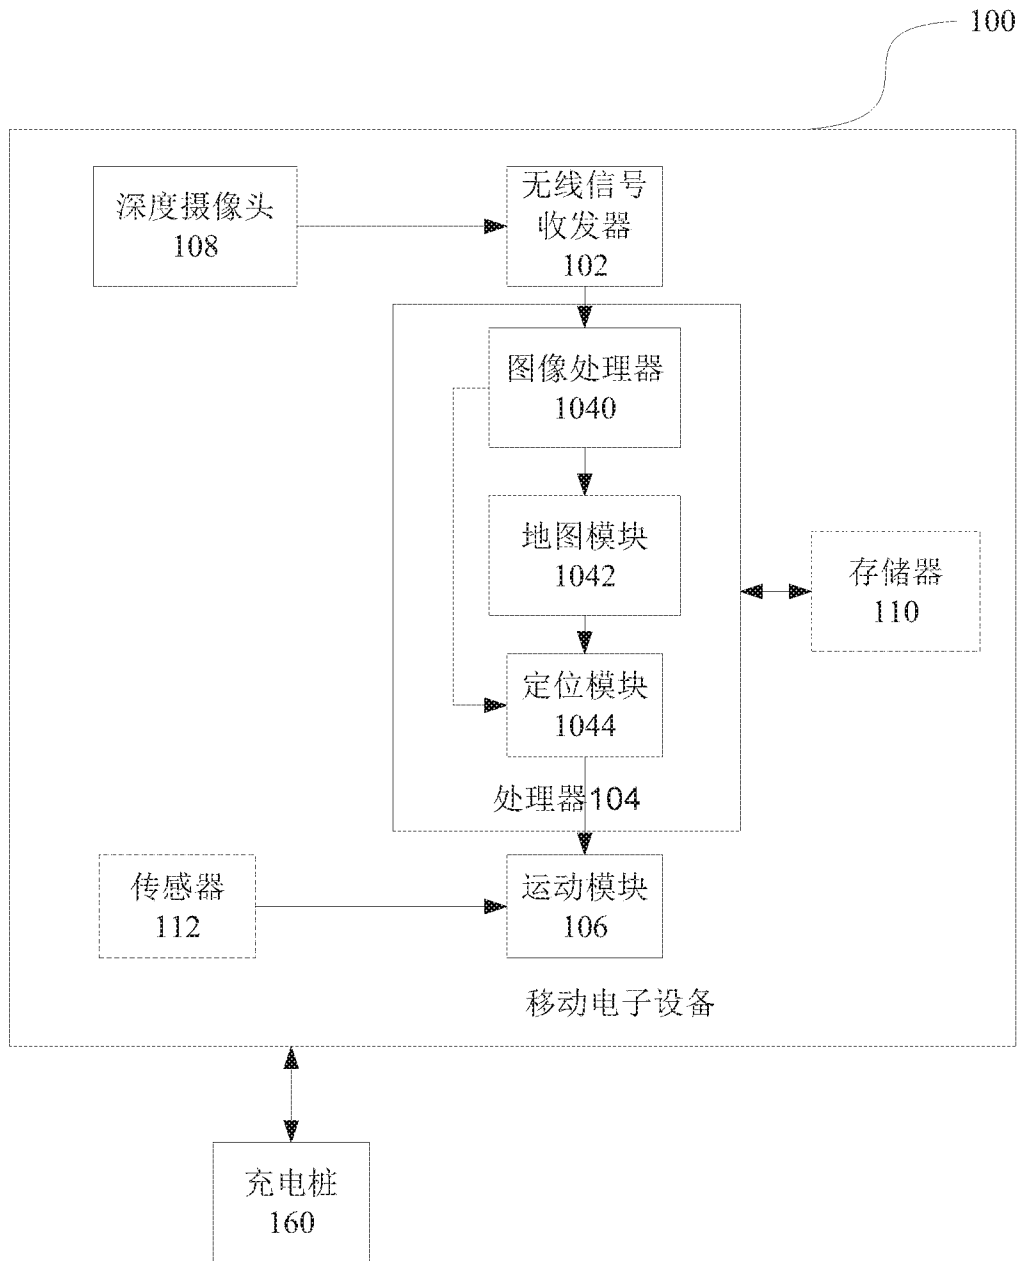 100
深度摄像头
108
无线信号
收发器
102
图像处理器
1040
地图模块
1042
存储器
110
定位模块
1044
处理器104
传感器
112
运动模块
106
移动电子设备
充电桩
160